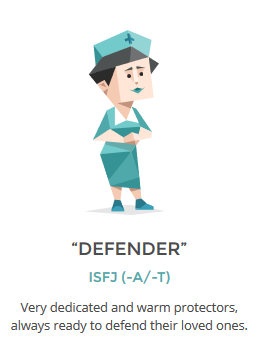 “DEFENDER”
ISFJ (-A/-T)
Very dedicated and warm protectors,
always ready to defend their loved ones.